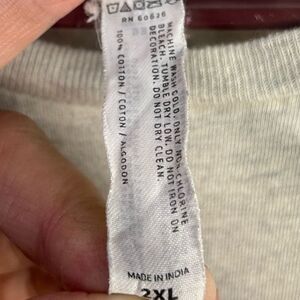 RN 60626
100% COTTON / COTON / ALGODON
MACHINE WASH COLD. ONLY NON-CHLORINE
BLEACH. TUMBLE DRY LOW. DO NOT IRON ON
DECORATION. DO NOT DRY CLEAN.
MADE IN INDIA
2XL